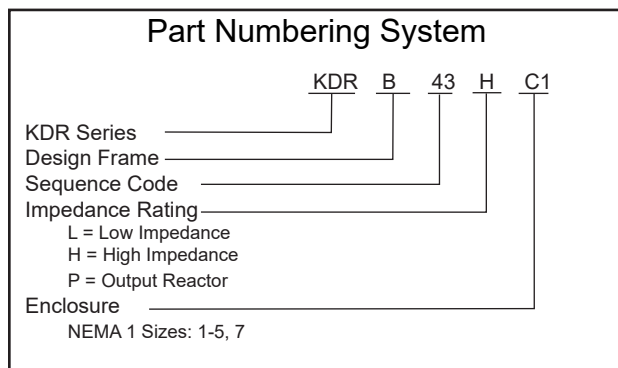 Part Numbering System
KDR B 43 H C1
KDR Series
Design Frame
Sequence Code
Impedance Rating
L = Low Impedance
H = High Impedance
P = Output Reactor
Enclosure
NEMA 1 Sizes: 1-5, 7